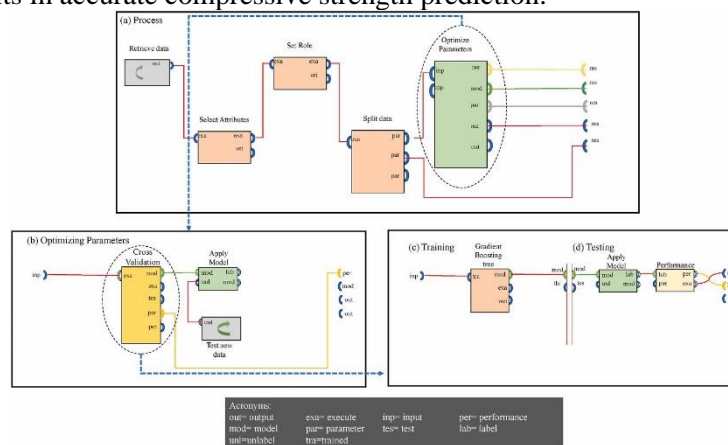 ts in accurate compressive strength prediction.
(a) Process
Optimize
Parameters
Retrieve data
Set Role
out
exa
exa
ori
inp
inp
per
mod
par
out
out
res
res
res
res
res
Select Attributes
exa
exa
ori
Split data
exa
par
par
par
(b) Optimizing Parameters
Cross
Validation
Apply
Model
inp
exa
mod
exa
tes
par
per
mod
unl
lab
mod
out
Test new
data
per
mod
out
out
(c) Training
Gradient
Boosting
tree
inp
tra
mod
exa
mod
thr
(d) Testing
Apply
Model
Performance
mod
tes
mod
unl
lab
mod
lab
per
per
exa
Acronyms:
out= output exa= execute inp= input per= performance
mod= model par= parameter tes= test lab= label
unl=unlabel tra=trained